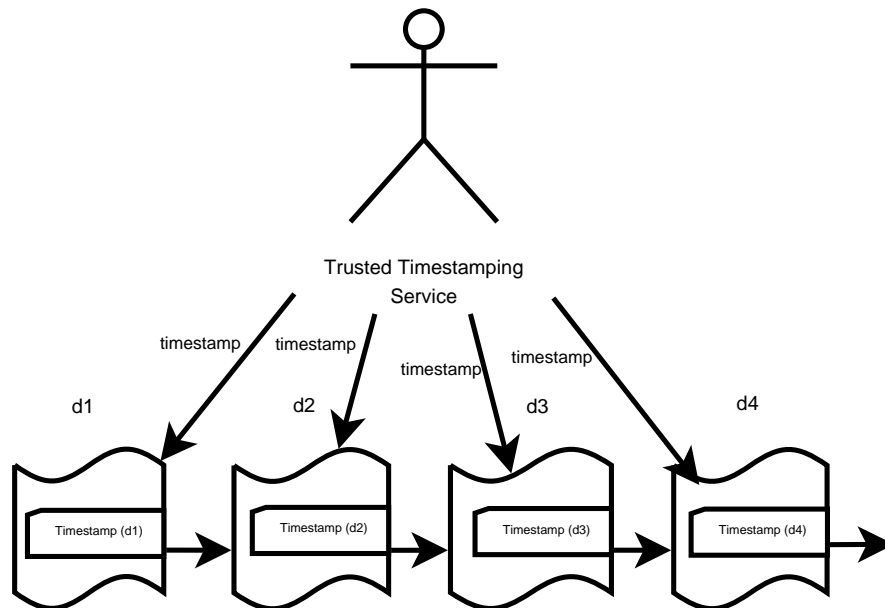 Trusted Timestamping
Service
timestamp
timestamp
timestamp
timestamp
d1
d2
d3
d4
Timestamp (d1)
Timestamp (d2)
Timestamp (d3)
Timestamp (d4)